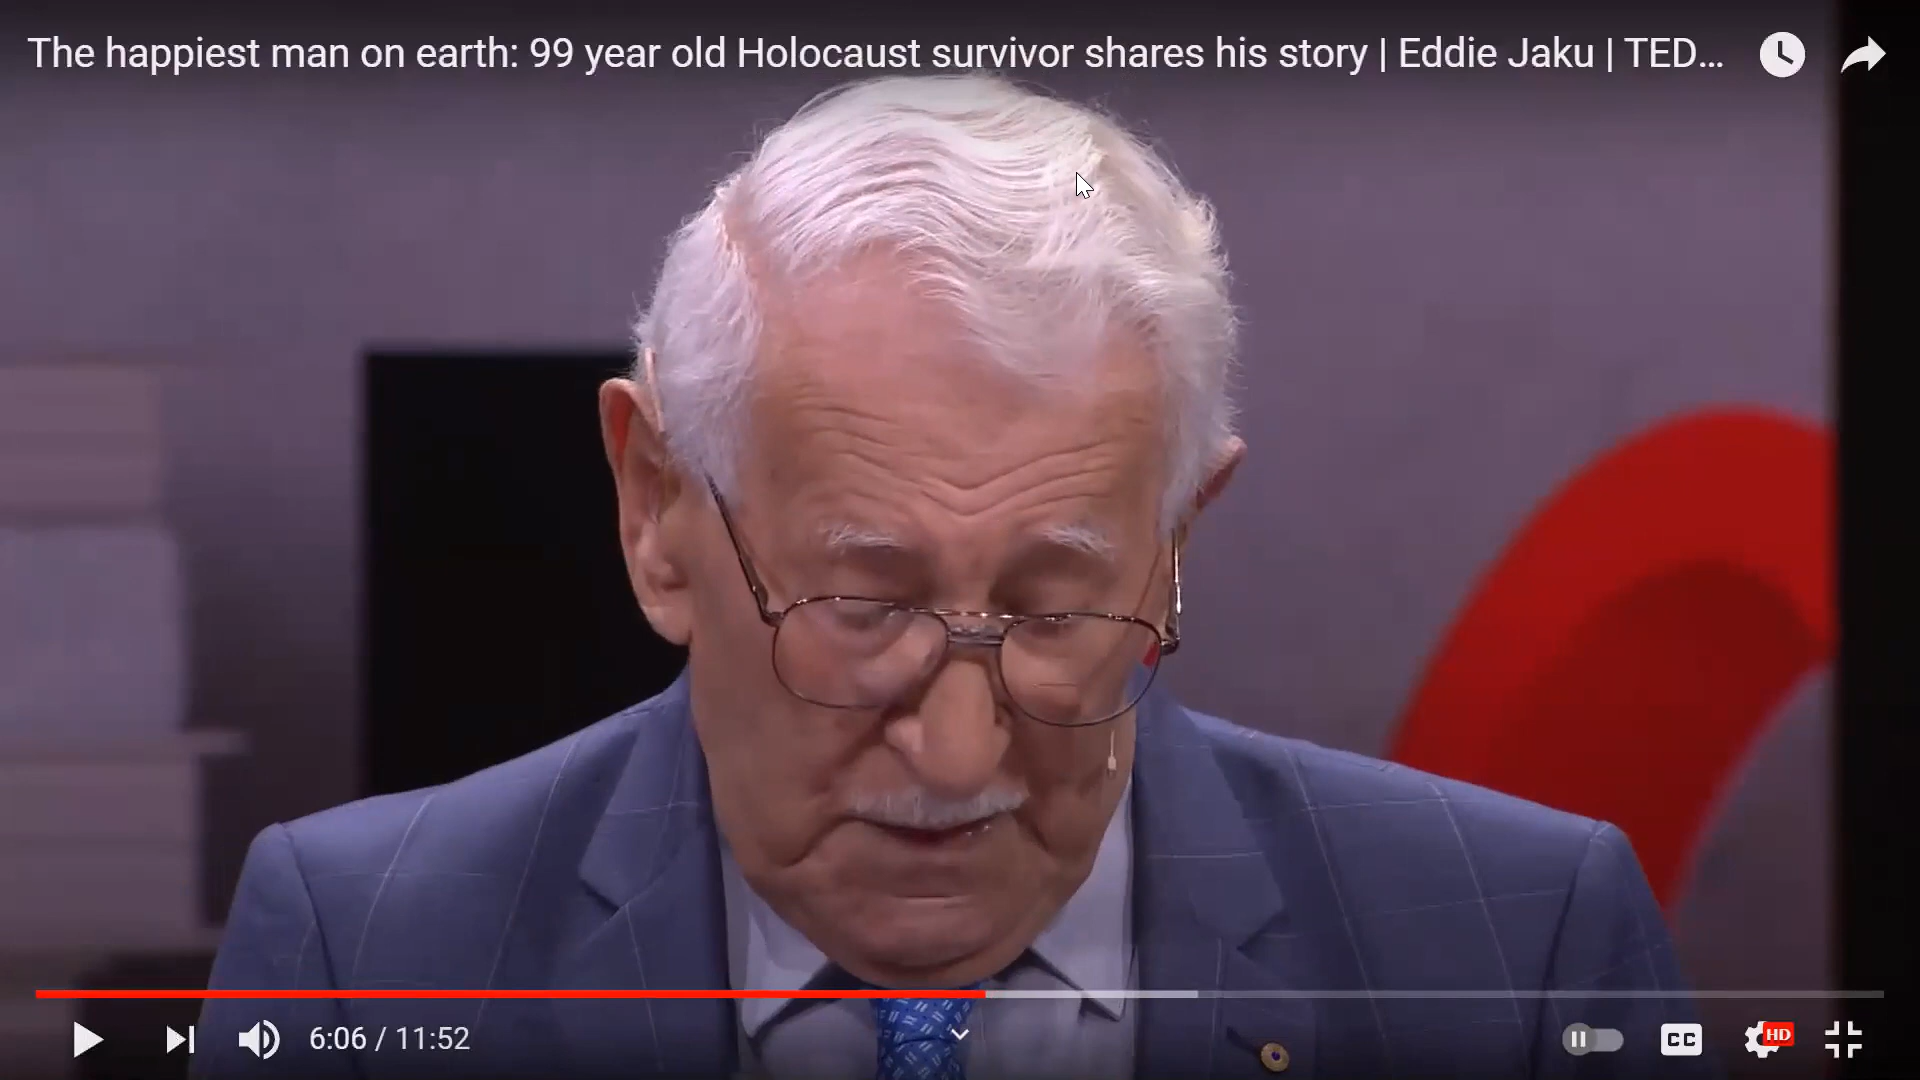 The happiest man on earth: 99 year old Holocaust survivor shares his story | Eddie Jaku | TED...
6:06 / 11:52
CC
HD